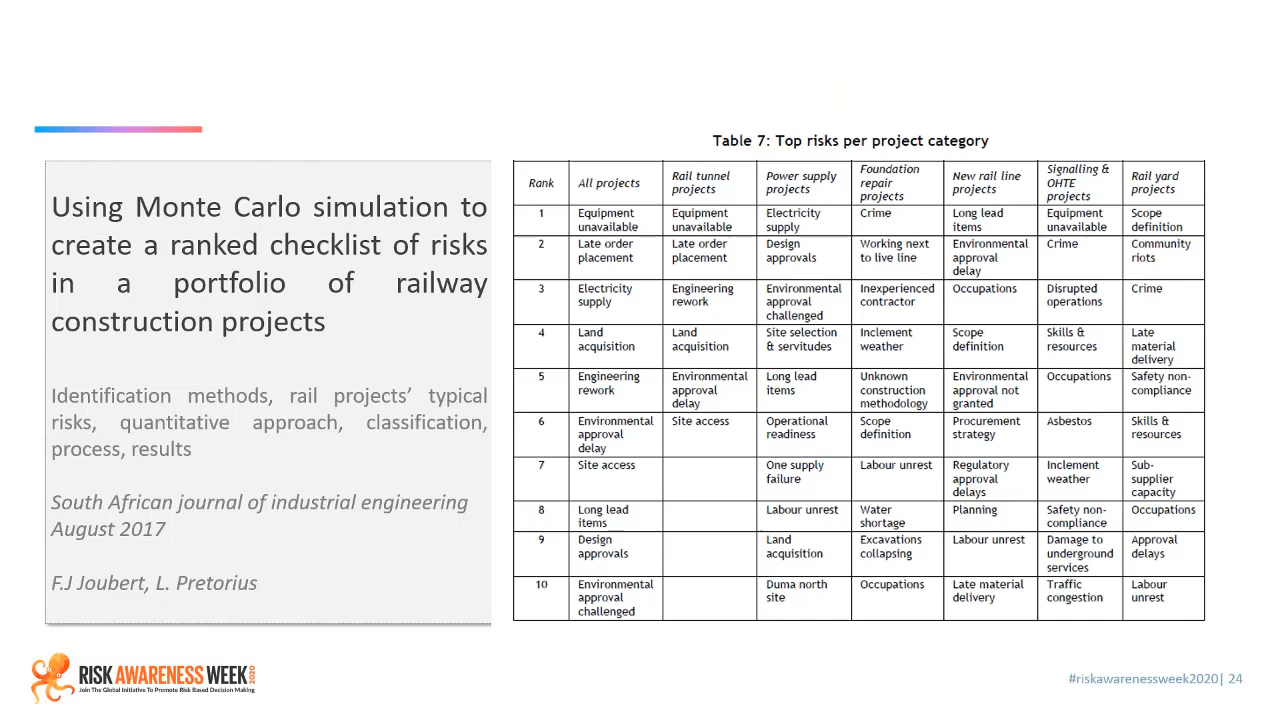 Using Monte Carlo simulation to
create a ranked checklist of risks
in a portfolio of railway
construction projects
Identification methods, rail projects' typical
risks, quantitative approach, classification,
process, results
South African journal of industrial engineering
August 2017
F.J Joubert, L. Pretorius
Table 7: Top risks per project category
Rank All projects Rail tunnel projects Power supply projects Foundation repair projects New rail line projects Signalling & OHTE projects Rail yard projects
1 Equipment unavailable Equipment unavailable Electricity supply Crime Long lead items Equipment unavailable Scope definition
2 Late order placement Late order placement Design approvals Working next to live line Environmental approval delay Crime Community riots
3 Electricity supply Engineering rework Environmental approval challenged Inexperienced contractor Occupations Disrupted operations Crime
4 Land acquisition Land acquisition Site selection & servitudes Inclement weather Scope definition Skills & resources Late material delivery
5 Engineering rework Environmental approval delay Long lead items Unknown construction methodology Environmental approval not granted Occupations Safety non-compliance
6 Environmental approval delay Site access Operational readiness Scope definition Procurement strategy Asbestos Skills & resources
7 Site access One supply failure Labour unrest Regulatory approval delays Inclement weather Sub-supplier capacity
8 Long lead items Labour unrest Water shortage Planning Safety non-compliance Occupations
9 Design approvals Land acquisition Excavations collapsing Labour unrest Damage to underground services Approval delays
10 Environmental approval challenged Duma north site Occupations Late material delivery Traffic congestion Labour unrest
RISK AWARENESS WEEK 2020
Join The Global Initiative To Promote Risk Based Decision Making
#riskawarenessweek2020| 24